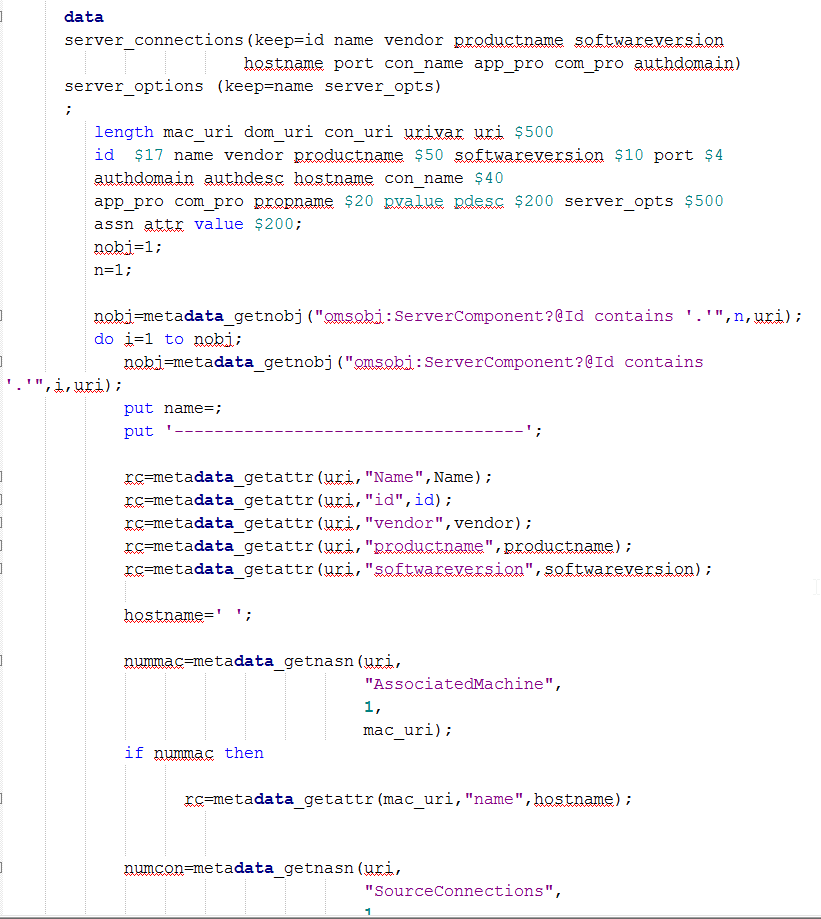 data
server_connections(keep=id name vendor productname softwareversion
hostname port con_name app_pro com_pro authdomain)
server_options (keep=name server_opts)
;
length mac_uri dom_uri con_uri urivar uri $500
id  $17 name vendor productname $50 softwareversion $10 port $4
authdomain authdesc hostname con_name $40
app_pro com_pro propname $20 pvalue pdesc $200 server_opts $500
assn attr value $200;
nobj=1;
n=1;
nobj=metadata_getnobj("omsobj:ServerComponent?@Id contains '.'",n,uri);
do i=1 to nobj;
nobj=metadata_getnobj("omsobj:ServerComponent?@Id contains
'.'",i,uri);
put name=;
put '-----------------------------------';
rc=metadata_getattr(uri,"Name",Name);
rc=metadata_getattr(uri,"id",id);
rc=metadata_getattr(uri,"vendor",vendor);
rc=metadata_getattr(uri,"productname",productname);
rc=metadata_getattr(uri,"softwareversion",softwareversion);
hostname=' ';
nummac=metadata_getnasn(uri,
"AssociatedMachine",
1,
mac_uri);
if nummac then
rc=metadata_getattr(mac_uri,"name",hostname);
numcon=metadata_getnasn(uri,
"SourceConnections",